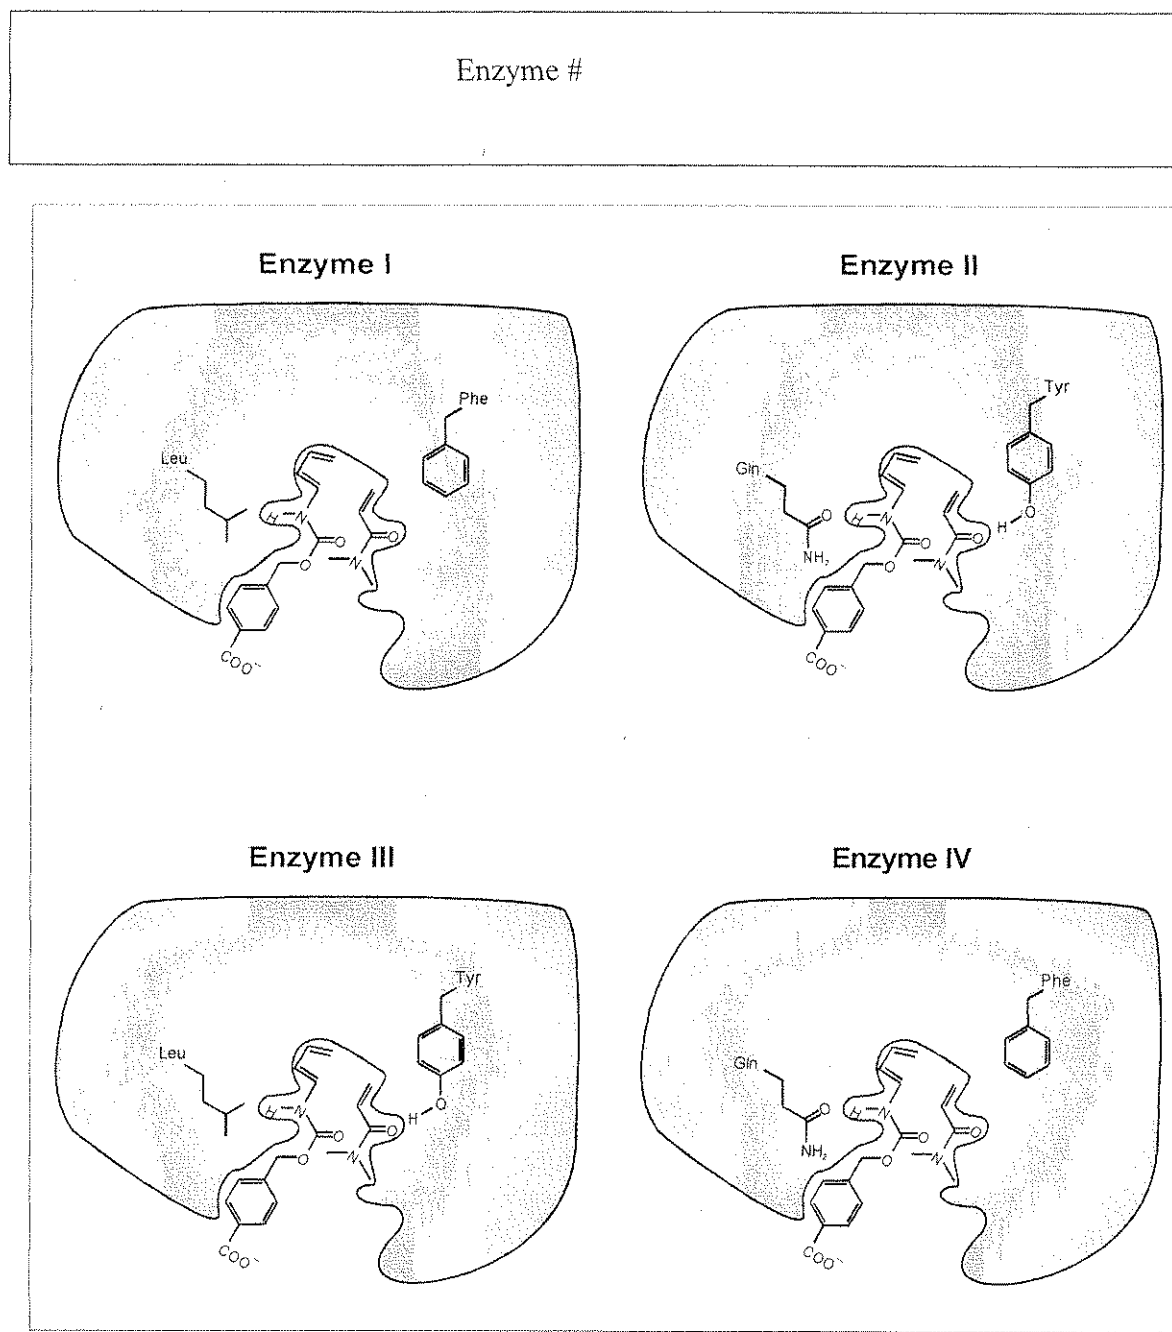 Enzyme #
Enzyme I
Enzyme II
Phe
Leu
H
N
O
O
N
COO⁻
Tyr
Gln
O
NH₂
O
H
H
N
O
O
N
COO⁻
Enzyme III
Enzyme IV
Tyr
Leu
O
H
H
N
O
O
N
COO⁻
Phe
Gln
O
NH₂
H
N
O
O
N
COO⁻